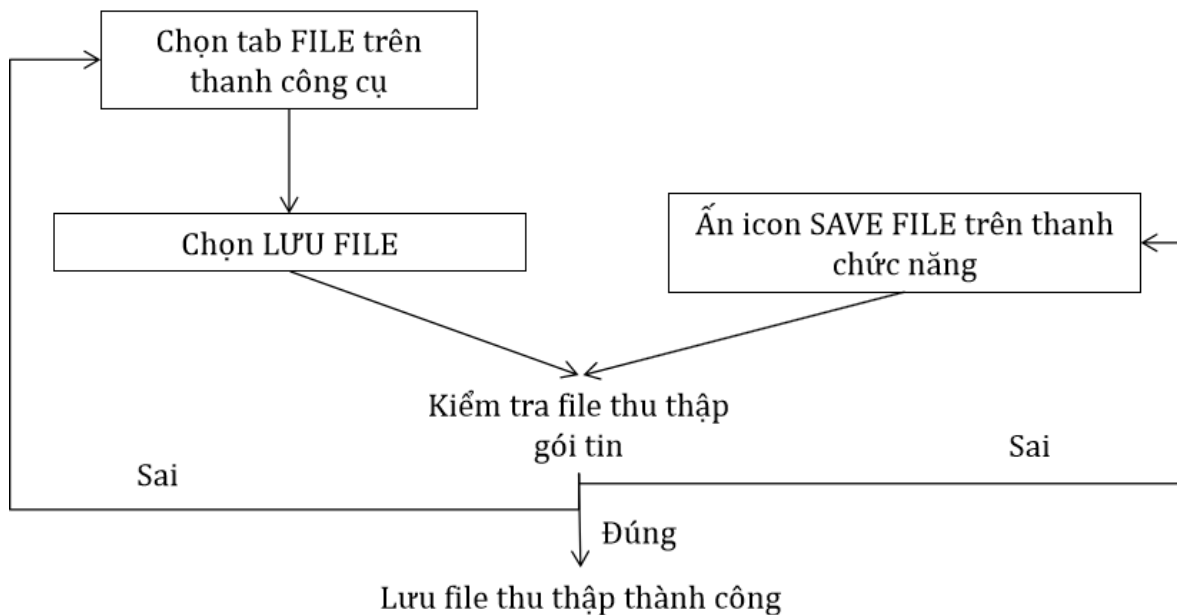 Chọn tab FILE trên
thanh công cụ
Chọn LƯU FILE
Ấn icon SAVE FILE trên thanh
chức năng
Kiểm tra file thu thập
gói tin
Sai
Sai
Đúng
Lưu file thu thập thành công